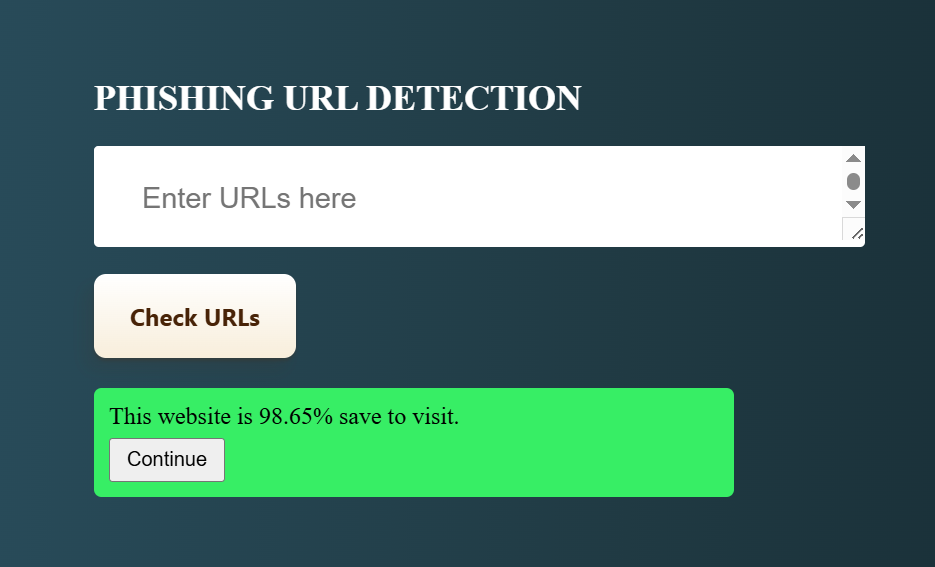 PHISHING URL DETECTION
Enter URLs here
Check URLs
This website is 98.65% save to visit.
Continue